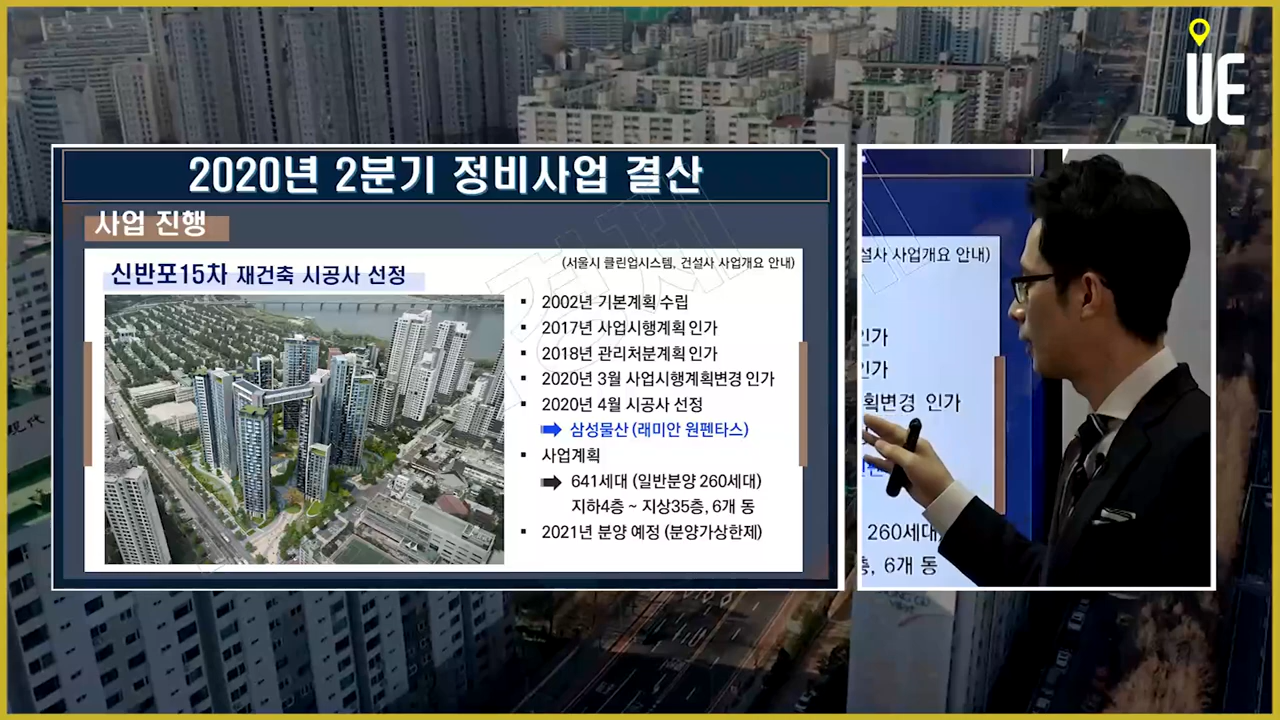 UE
2020년 2분기 정비사업 결산
사업 진행
신반포15차 재건축 시공사 선정
(서울시 클린업시스템, 건설사 사업개요 안내)
▪ 2002년 기본계획 수립
▪ 2017년 사업시행계획 인가
▪ 2018년 관리처분계획 인가
▪ 2020년 3월 사업시행계획변경 인가
▪ 2020년 4월 시공사 선정
➡ 삼성물산 (래미안 원펜타스)
▪ 사업계획
➡ 641세대 (일반분양 260세대)
지하4층 ~ 지상35층, 6개 동
▪ 2021년 분양 예정 (분양가상한제)
설사 사업개요 안내)
인가
인가
획변경 인가
260세대
층, 6개 동
現代
경제